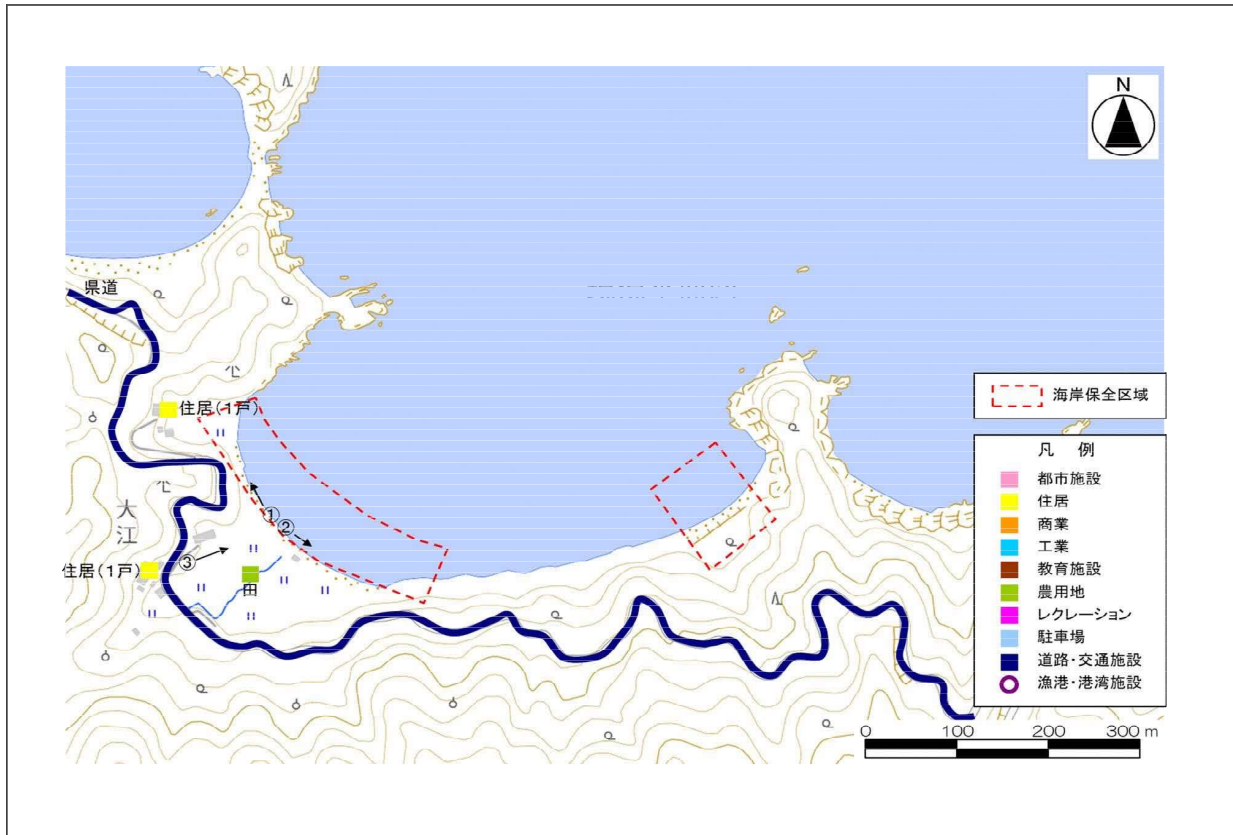 N
県道
住居(1戸)
大江
①
②
③
住居(1戸)
田
海岸保全区域
凡 例
都市施設
住居
商業
工業
教育施設
農用地
レクレーション
駐車場
道路・交通施設
漁港・港湾施設
0 100 200 300 m